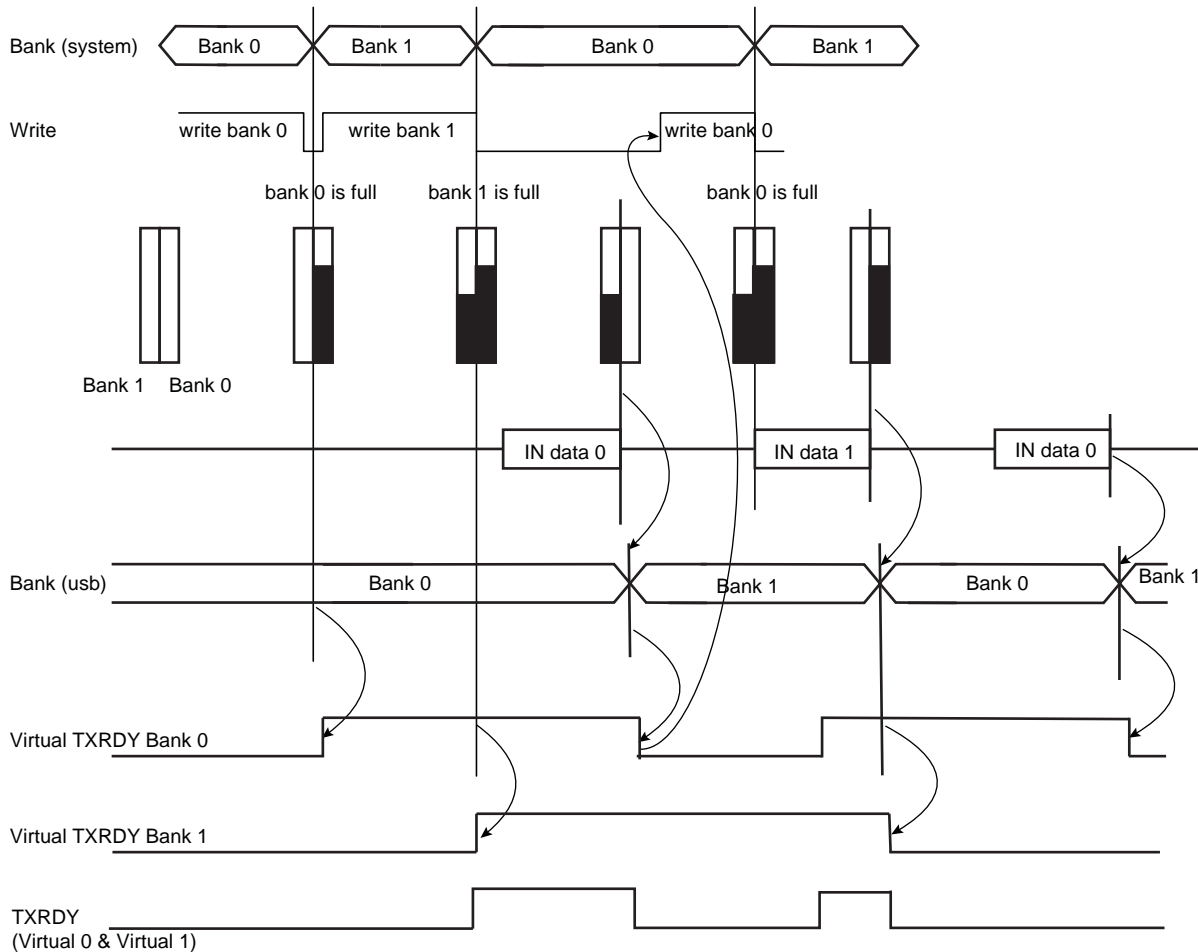 Bank (system)
Bank 0
Bank 1
Bank 0
Bank 1
Write
write bank 0
write bank 1
write bank 0
bank 0 is full
bank 1 is full
bank 0 is full
Bank 1
Bank 0
IN data 0
IN data 1
IN data 0
Bank (usb)
Bank 0
Bank 1
Bank 0
Bank 1
Virtual TXRDY Bank 0
Virtual TXRDY Bank 1
TXRDY
(Virtual 0 & Virtual 1)